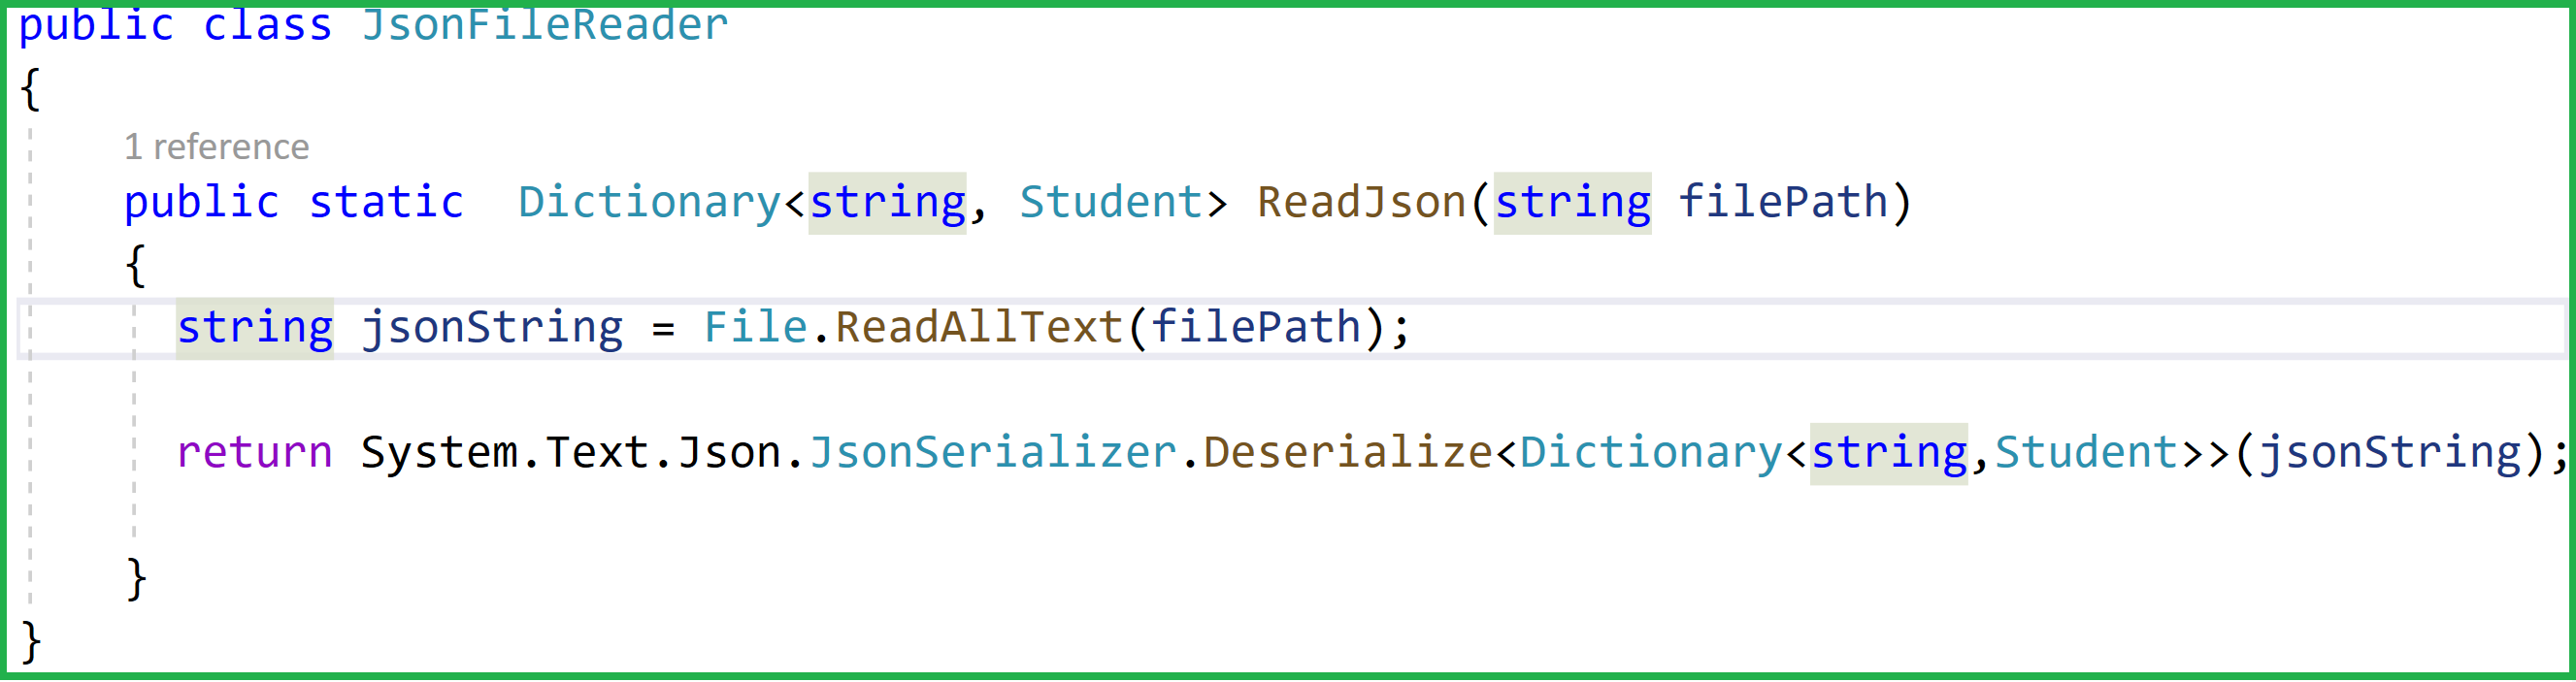 public class JsonFileReader
{
1 reference
public static  Dictionary<string, Student> ReadJson(string filePath)
{
string jsonString = File.ReadAllText(filePath);
return System.Text.Json.JsonSerializer.Deserialize<Dictionary<string,Student>>(jsonString);
}
}